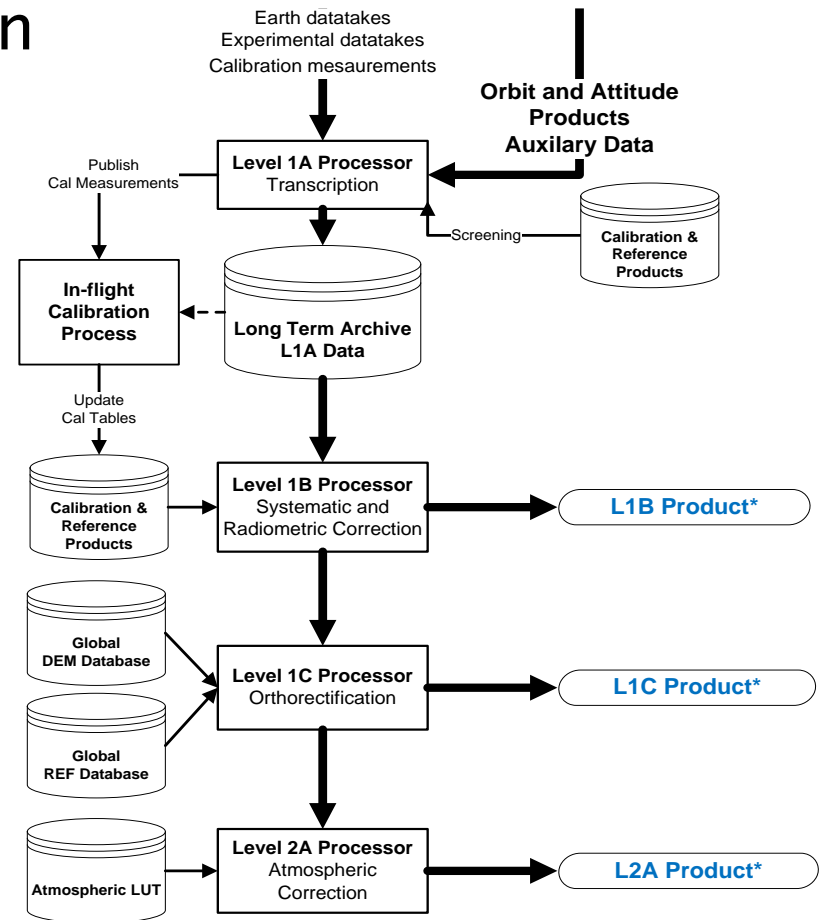 n
Earth datatakes
Experimental datatakes
Calibration mesaurements
Orbit and Attitude
Products
Auxilary Data
Level 1A Processor
Transcription
Publish
Cal Measurements
Screening
Calibration &
Reference
Products
In-flight
Calibration
Process
Long Term Archive
L1A Data
Update
Cal Tables
Calibration &
Reference
Products
Level 1B Processor
Systematic and
Radiometric Correction
L1B Product*
Global
DEM Database
Level 1C Processor
Orthorectification
L1C Product*
Global
REF Database
Level 2A Processor
Atmospheric
Correction
L2A Product*
Atmospheric LUT